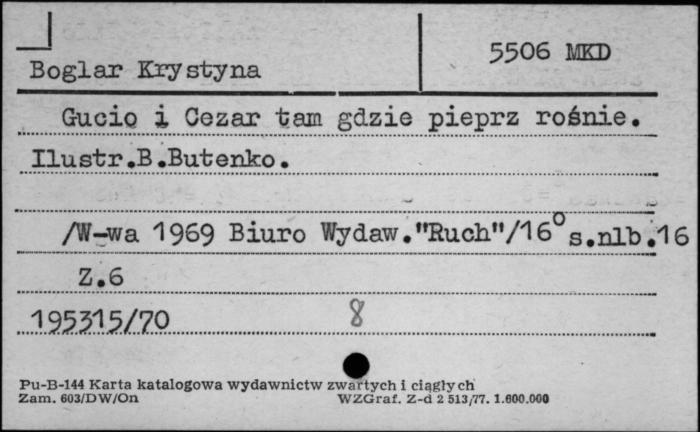 5506 MKD
Boglar Krystyna
Gucio i Cezar tam gdzie pieprz rośnie.
Ilustr.B.Butenko.
/W-wa 1969 Biuro Wydaw."Ruch"/16° s.nlb.16
Z.6
195315/70 8
Pu-B-144 Karta katalogowa wydawnictw zwartych i ciągłych
Zam. 603/DW/On WZGraf. Z-d 2 513/77. 1.600.000